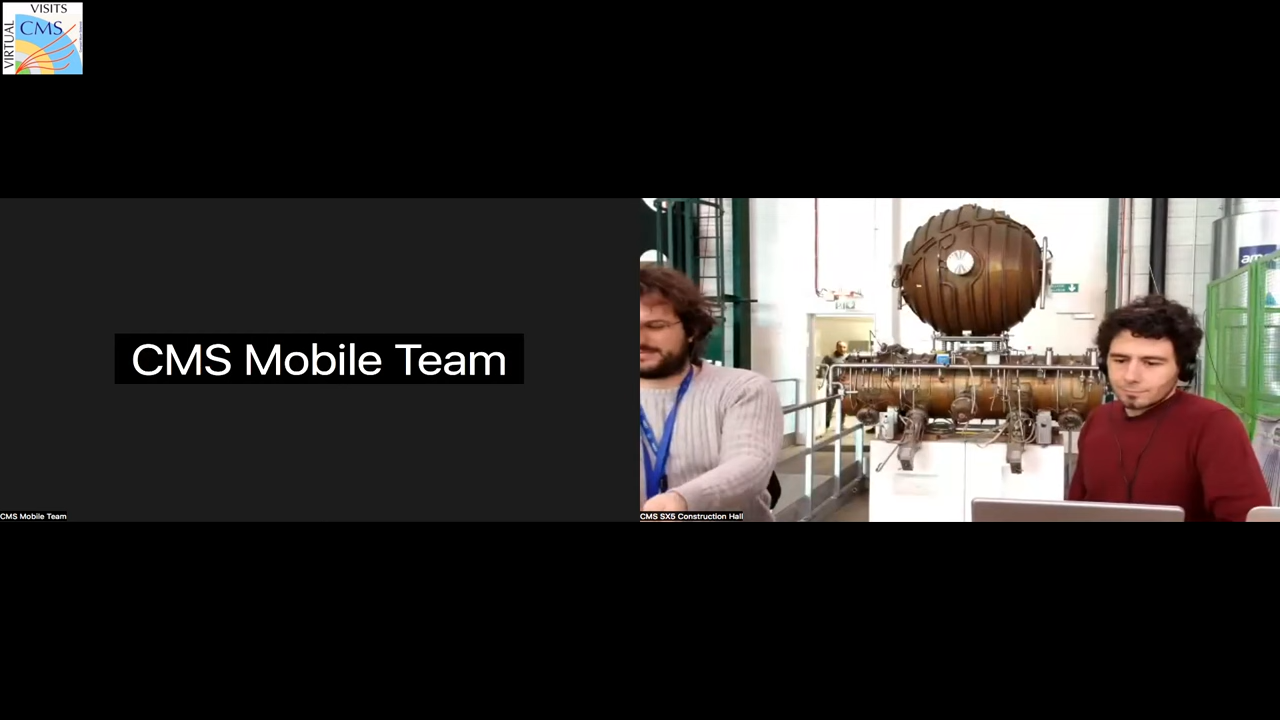 VISITS
VIRTUAL
CMS
CMS Mobile Team
CMS Mobile Team
CMS SX5 Construction Hall